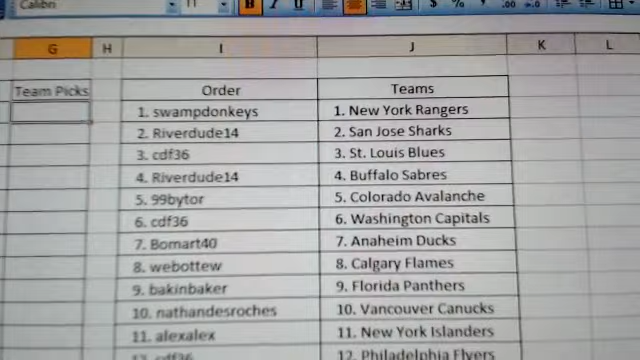 Calibri 11 B I U $ %
G H I J K L
Team Picks Order Teams
1. swampdonkeys 1. New York Rangers
2. Riverdude14 2. San Jose Sharks
3. cdf36 3. St. Louis Blues
4. Riverdude14 4. Buffalo Sabres
5. 99bytor 5. Colorado Avalanche
6. cdf36 6. Washington Capitals
7. Bomart40 7. Anaheim Ducks
8. webottew 8. Calgary Flames
9. bakinbaker 9. Florida Panthers
10. nathandesroches 10. Vancouver Canucks
11. alexalex 11. New York Islanders
12. cdf36 12. Philadelphia Flyers